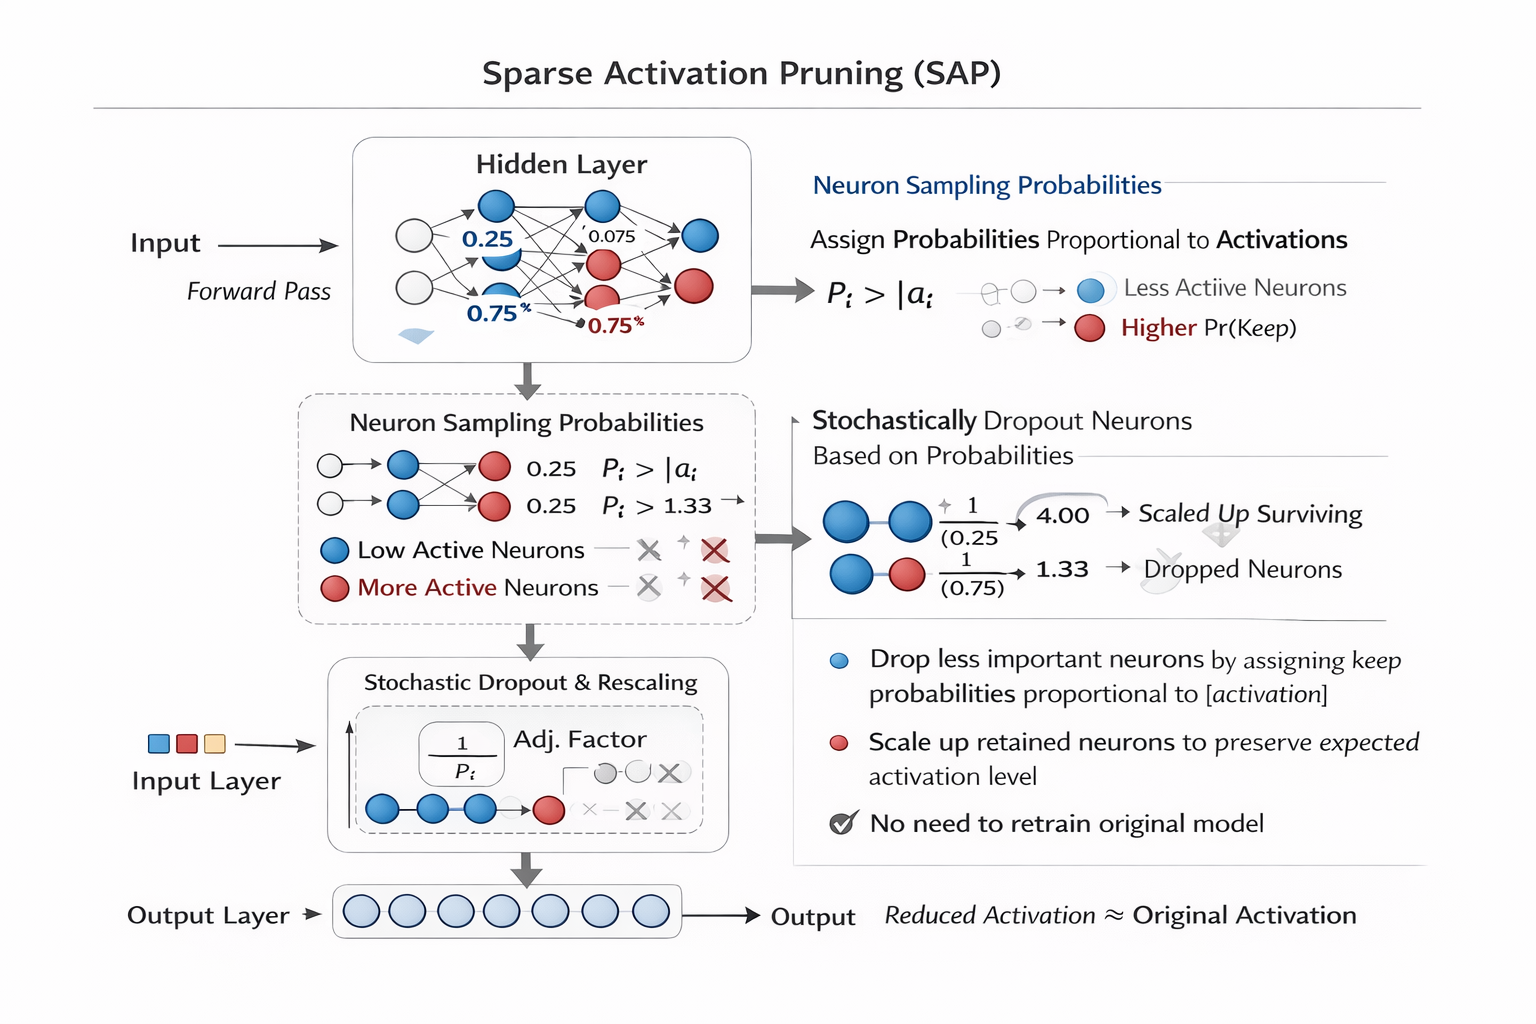 Sparse Activation Pruning (SAP)
Hidden Layer
Input
Forward Pass
0.25
0.075
0.75%
0.75%
Neuron Sampling Probabilities
Assign Probabilities Proportional to Activations
Pᵢ > |aᵢ
Less Actiive Neurons
Higher Pr(Keep)
Neuron Sampling Probabilities
0.25 Pᵢ > |aᵢ
0.25 Pᵢ > 1.33
Low Active Neurons
More Active Neurons
Stochastically Dropout Neurons
Based on Probabilities
1
(0.25
4.00
Scaled Up Surviving
1
(0.75)
1.33
Dropped Neurons
Stochastic Dropout & Rescaling
1
Pᵢ
Adj. Factor
Input Layer
Drop less important neurons by assigning keep
probabilities proportional to [activation]
Scale up retained neurons to preserve expected
activation level
No need to retrain original model
Output Layer
Output
Reduced Activation ≈ Original Activation